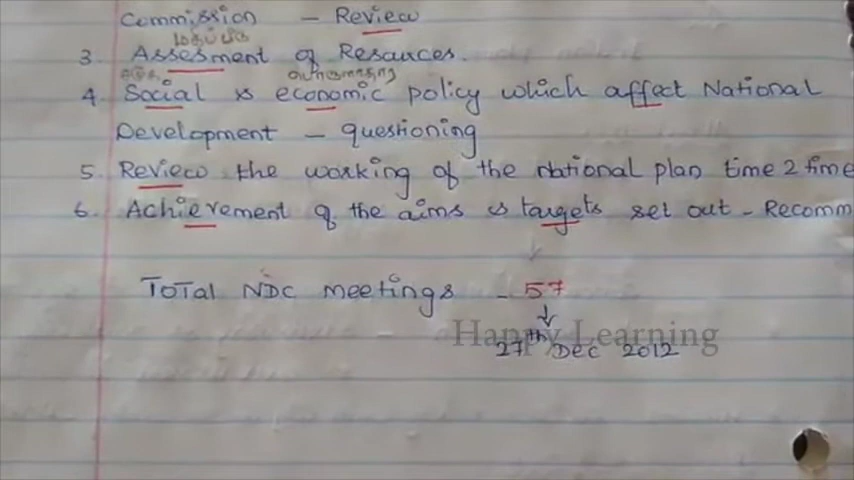 Commission - Review
மதிப்பீடு
3. Assesment of Resources.
சமூக பொருளாதார
4. Social & economic policy which affect National
Development - questioning
5. Review the working of the national plan time 2 time
6. Achievement of the aims & targets set out - Recomm
Total NDC meetings - 57
↓
27th Dec 2012
Happy Learning